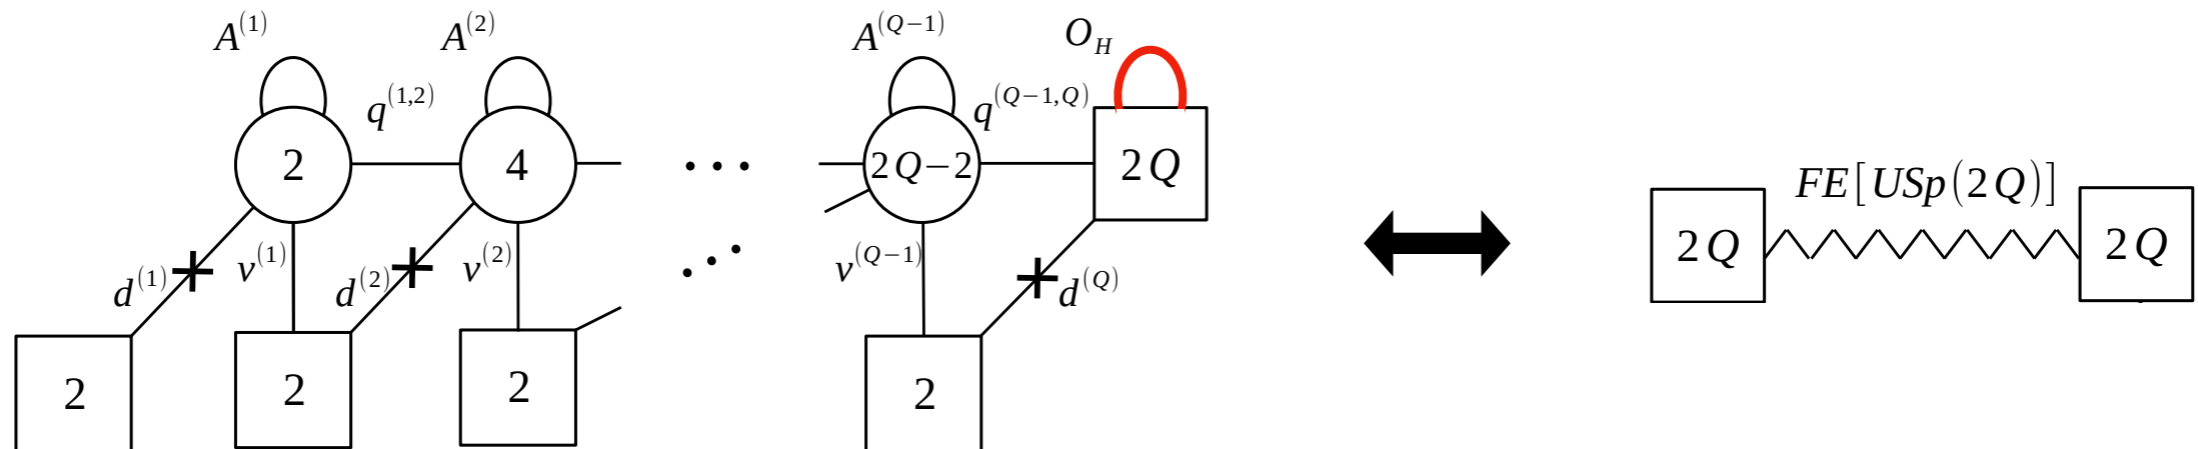 A^{(1)} A^{(2)} A^{(Q-1)} O_H
q^{(1,2)} q^{(Q-1,Q)}
2 4 ... 2Q-2 2Q
FE[USp(2Q)]
2Q 2Q
d^{(1)} v^{(1)} d^{(2)} v^{(2)} v^{(Q-1)} d^{(Q)}
2 2 2 2